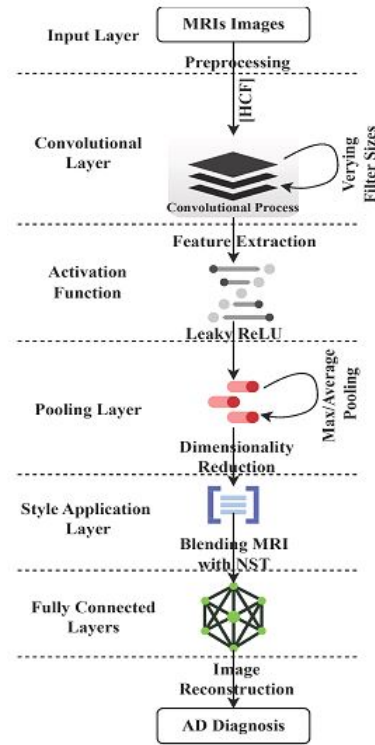 MRIs Images
Input Layer
Preprocessing
[HCF]
Convolutional
Layer
Verying
Filter Sizes
Convolutional Process
Feature Extraction
Activation
Function
Leaky ReLU
Pooling Layer
Max/Average
Pooling
Dimensionality
Reduction
Style Application
Layer
Blending MRI
with NST
Fully Connected
Layers
Image
Reconstruction
AD Diagnosis